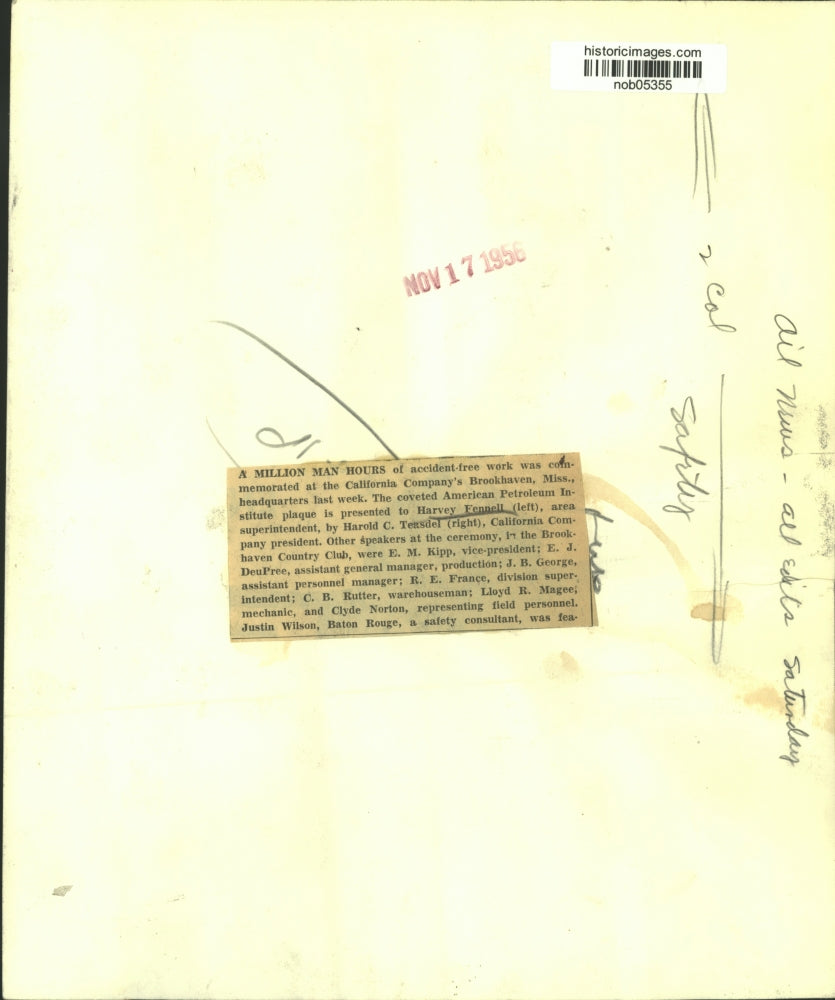 historicimages.com
nob05355
NOV 17 1956
2 col
Safety
Oil News - all edits Saturday
A MILLION MAN HOURS of accident-free work was com-
memorated at the California Company's Brookhaven, Miss.,
headquarters last week. The coveted American Petroleum In-
stitute plaque is presented to Harvey Fennell (left), area
superintendent, by Harold C. Teasdel (right), California Com-
pany president. Other speakers at the ceremony, in the Brook-
haven Country Club, were E. M. Kipp, vice-president; E. J.
DeuPree, assistant general manager, production; J. B. George,
assistant personnel manager; R. E. France, division super-
intendent; C. B. Rutter, warehouseman; Lloyd R. Magee,
mechanic, and Clyde Norton, representing field personnel.
Justin Wilson, Baton Rouge, a safety consultant, was fea-